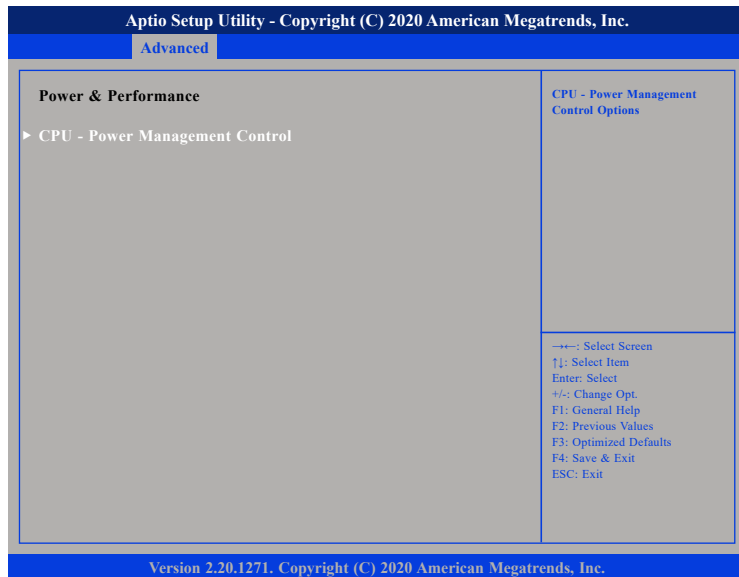 Aptio Setup Utility - Copyright (C) 2020 American Megatrends, Inc.
Advanced
Power & Performance
► CPU - Power Management Control
CPU - Power Management
Control Options
→←: Select Screen
↑↓: Select Item
Enter: Select
+/-: Change Opt.
F1: General Help
F2: Previous Values
F3: Optimized Defaults
F4: Save & Exit
ESC: Exit
Version 2.20.1271. Copyright (C) 2020 American Megatrends, Inc.